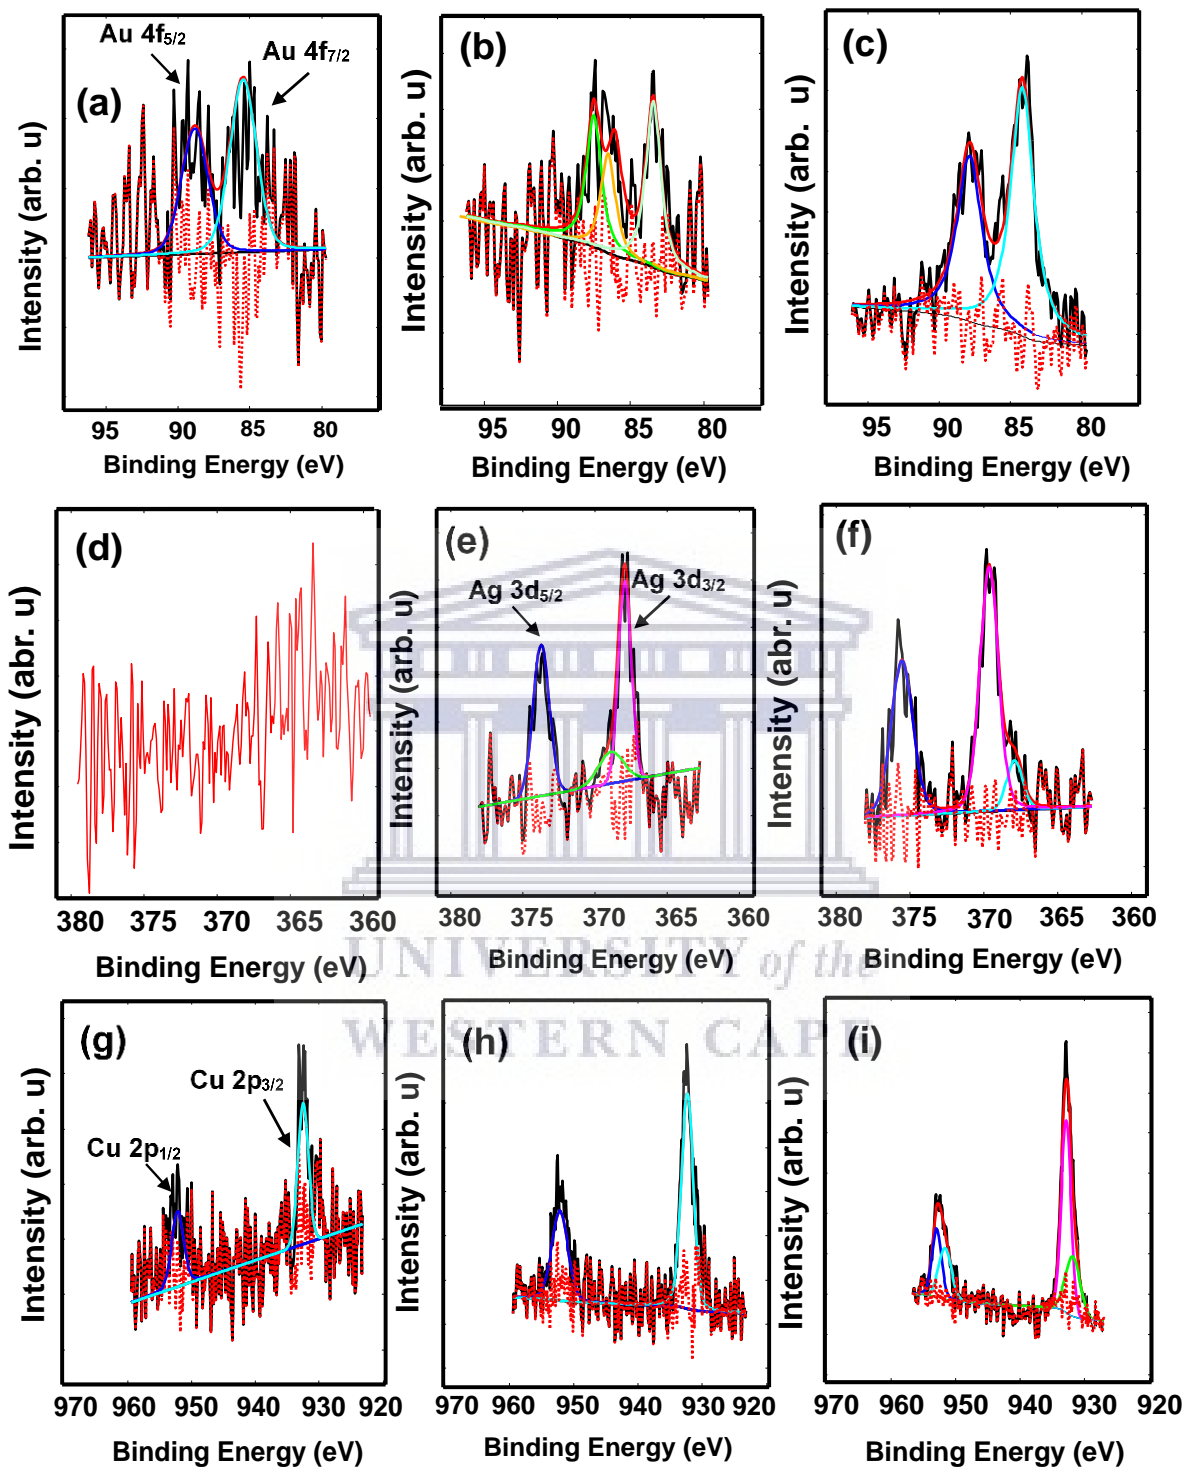 Au 4f5/2
Au 4f7/2
(a)
Intensity (arb. u)
95 90 85 80
Binding Energy (eV)
(b)
Intensity (arb. u)
95 90 85 80
Binding Energy (eV)
(c)
Intensity (arb. u)
95 90 85 80
Binding Energy (eV)
(d)
Intensity (abr. u)
380 375 370 365 360
Binding Energy (eV)
(e)
Ag 3d5/2
Ag 3d3/2
Intensity (arb. u)
380 375 370 365 360
Binding Energy (eV)
(f)
Intensity (abr. u)
380 375 370 365 360
Binding Energy (eV)
UNIVERSITY of the
WESTERN CAPE
(g)
Cu 2p3/2
Cu 2p1/2
Intensity (arb. u)
970 960 950 940 930 920
Binding Energy (eV)
(h)
Intensity (arb. u)
970 960 950 940 930 920
Binding Energy (eV)
(i)
Intensity (arb. u)
970 960 950 940 930 920
Binding Energy (eV)